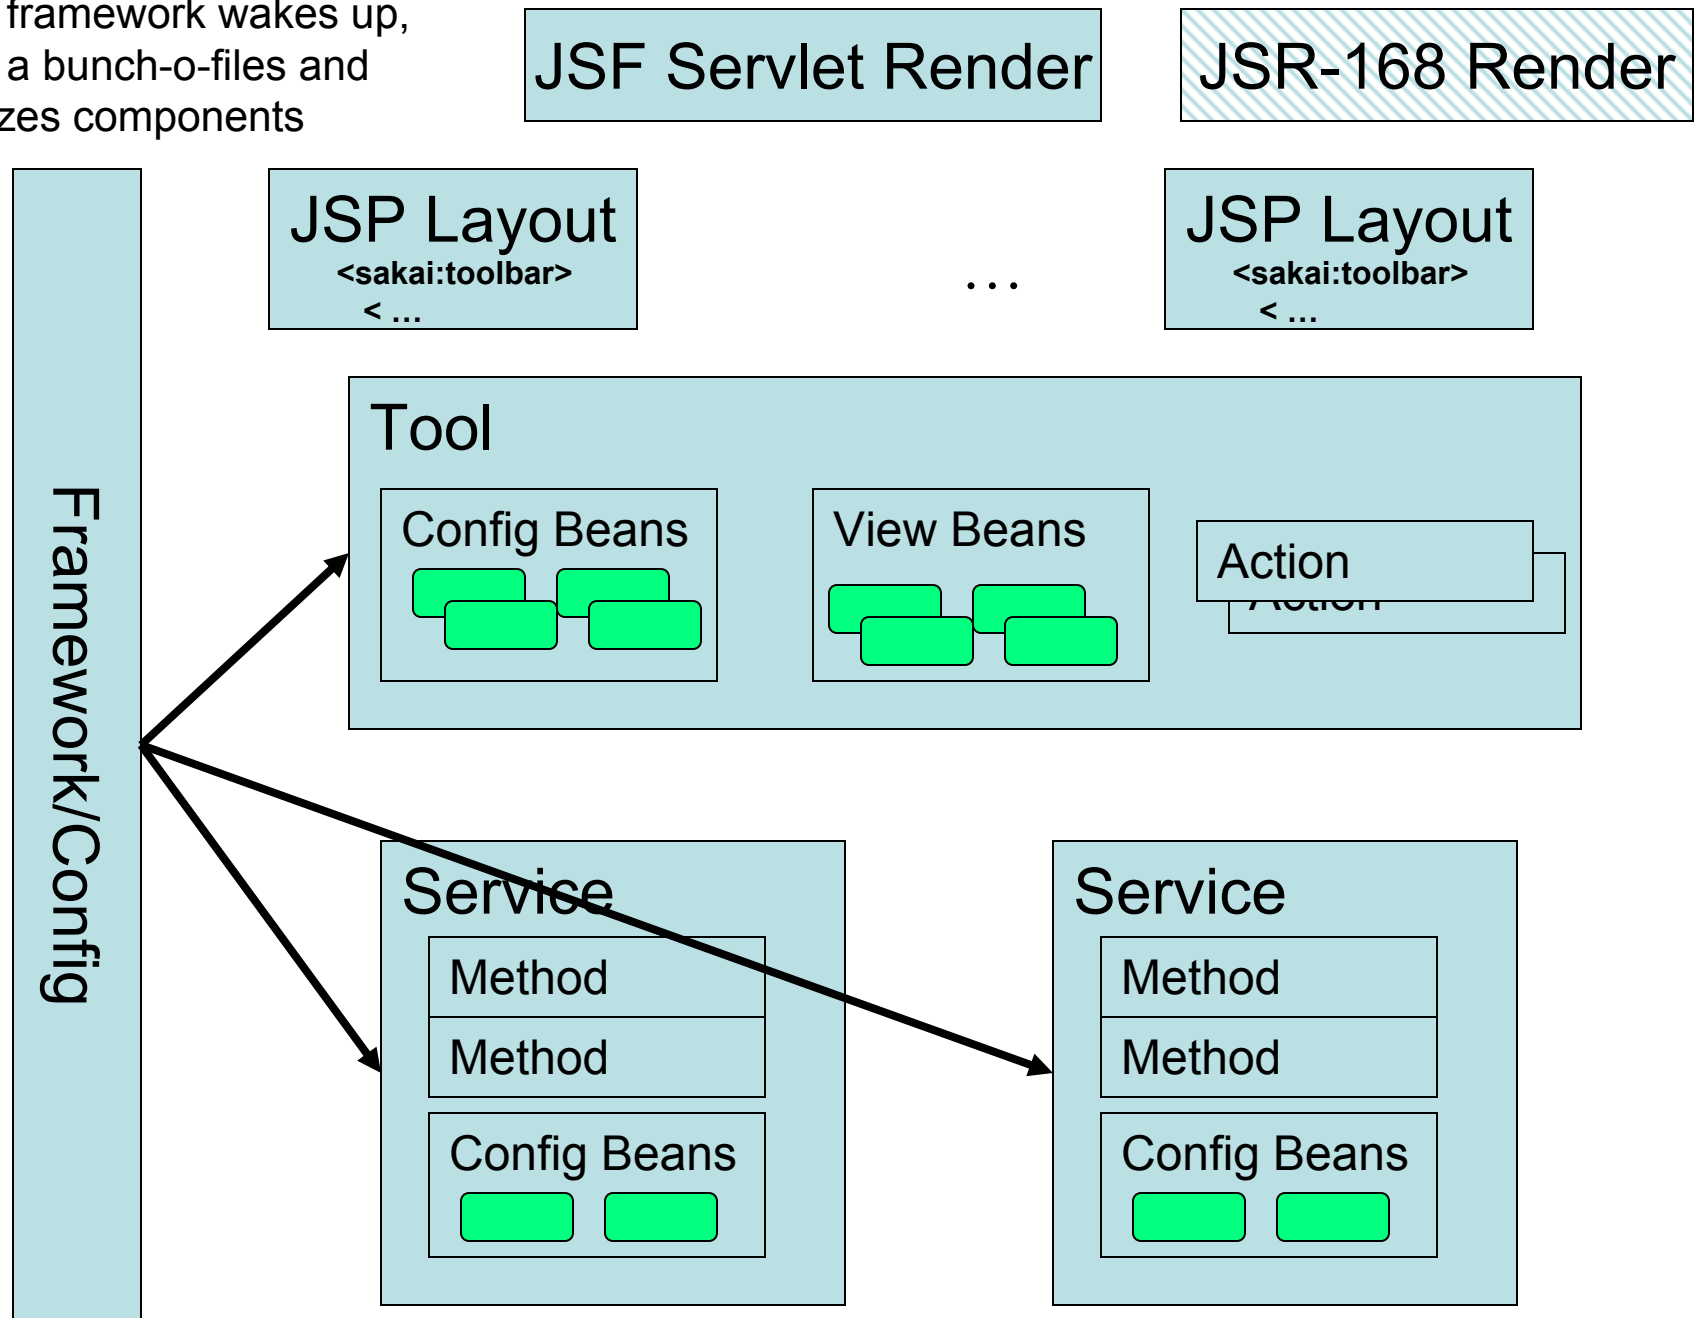 framework wakes up,
a bunch-o-files and
zes components
JSF Servlet Render
JSR-168 Render
JSP Layout
<sakai:toolbar>
< …
…
JSP Layout
<sakai:toolbar>
< …
Framework/Config
Tool
Config Beans
View Beans
Action
Action
Service
Method
Method
Config Beans
Service
Method
Method
Config Beans